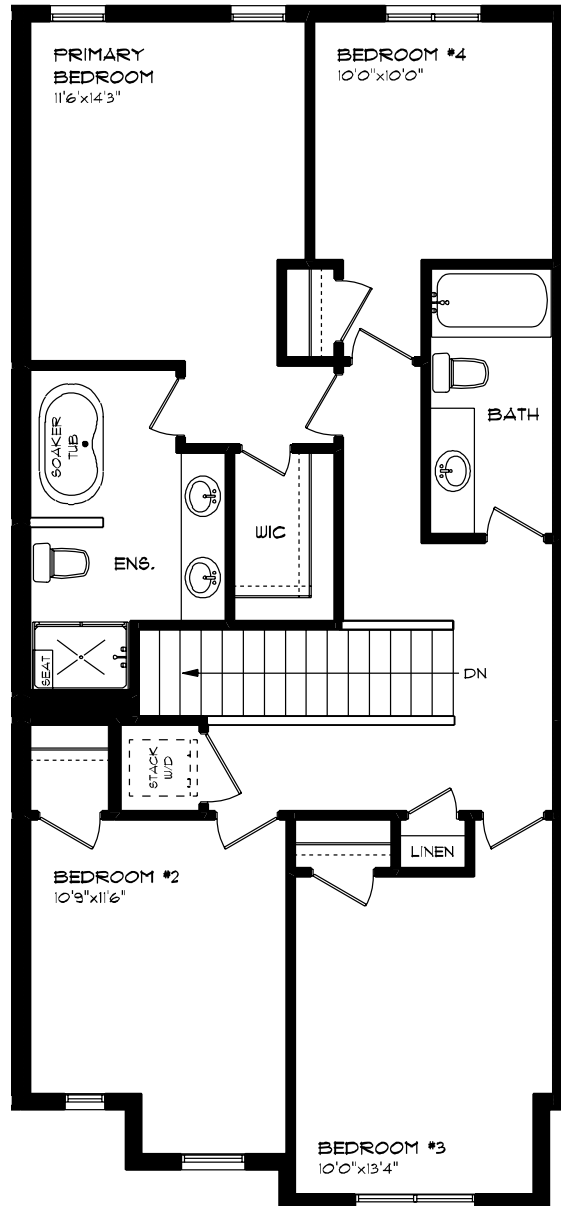 PRIMARY
BEDROOM
11'6"x14'3"
BEDROOM #4
10'0"x10'0"
BATH
SOAKER
TUB
WIC
ENS.
SEAT
DN
STACK
W/D
LINEN
BEDROOM #2
10'9"x11'6"
BEDROOM #3
10'0"x13'4"